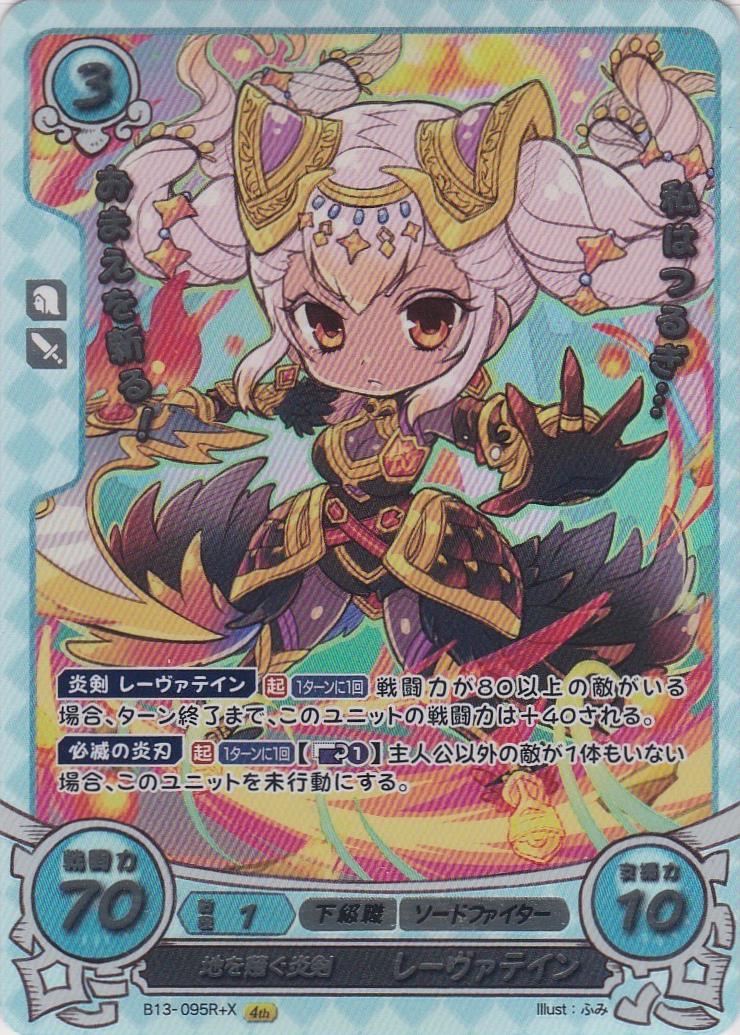 3
私はつるぎ…
おまえを斬る!
炎剣 レーヴァテイン 起 1ターンに1回 戦闘力が80以上の敵がいる
場合、ターン終了まで、このユニットの戦闘力は+40される。
必滅の炎刃 起 1ターンに1回【1】主人公以外の敵が1体もいない
場合、このユニットを未行動にする。
戦闘力
70
射程 1 下級職 ソードファイター
支援力
10
地を薙ぐ炎剣 レーヴァテイン
B13-095R+X 4th Illust:ふみ